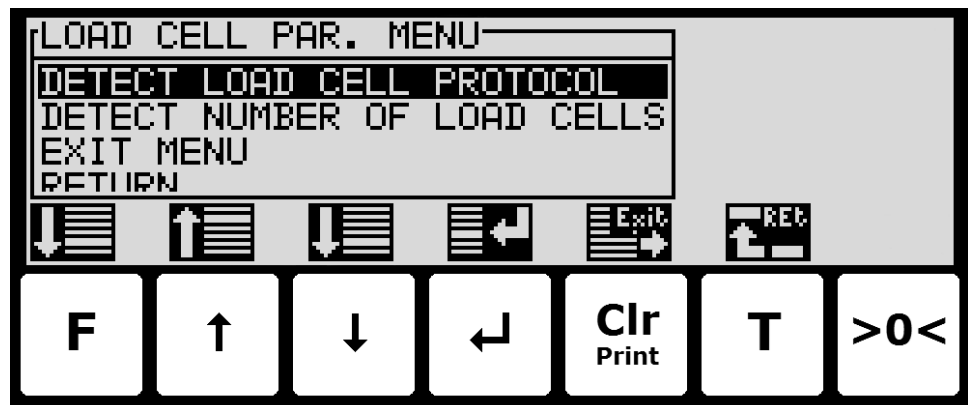 LOAD CELL PAR. MENU
DETECT LOAD CELL PROTOCOL
DETECT NUMBER OF LOAD CELLS
EXIT MENU
RETURN
Exit REt
F ↑ ↓ ↵ Clr T >0<
Print